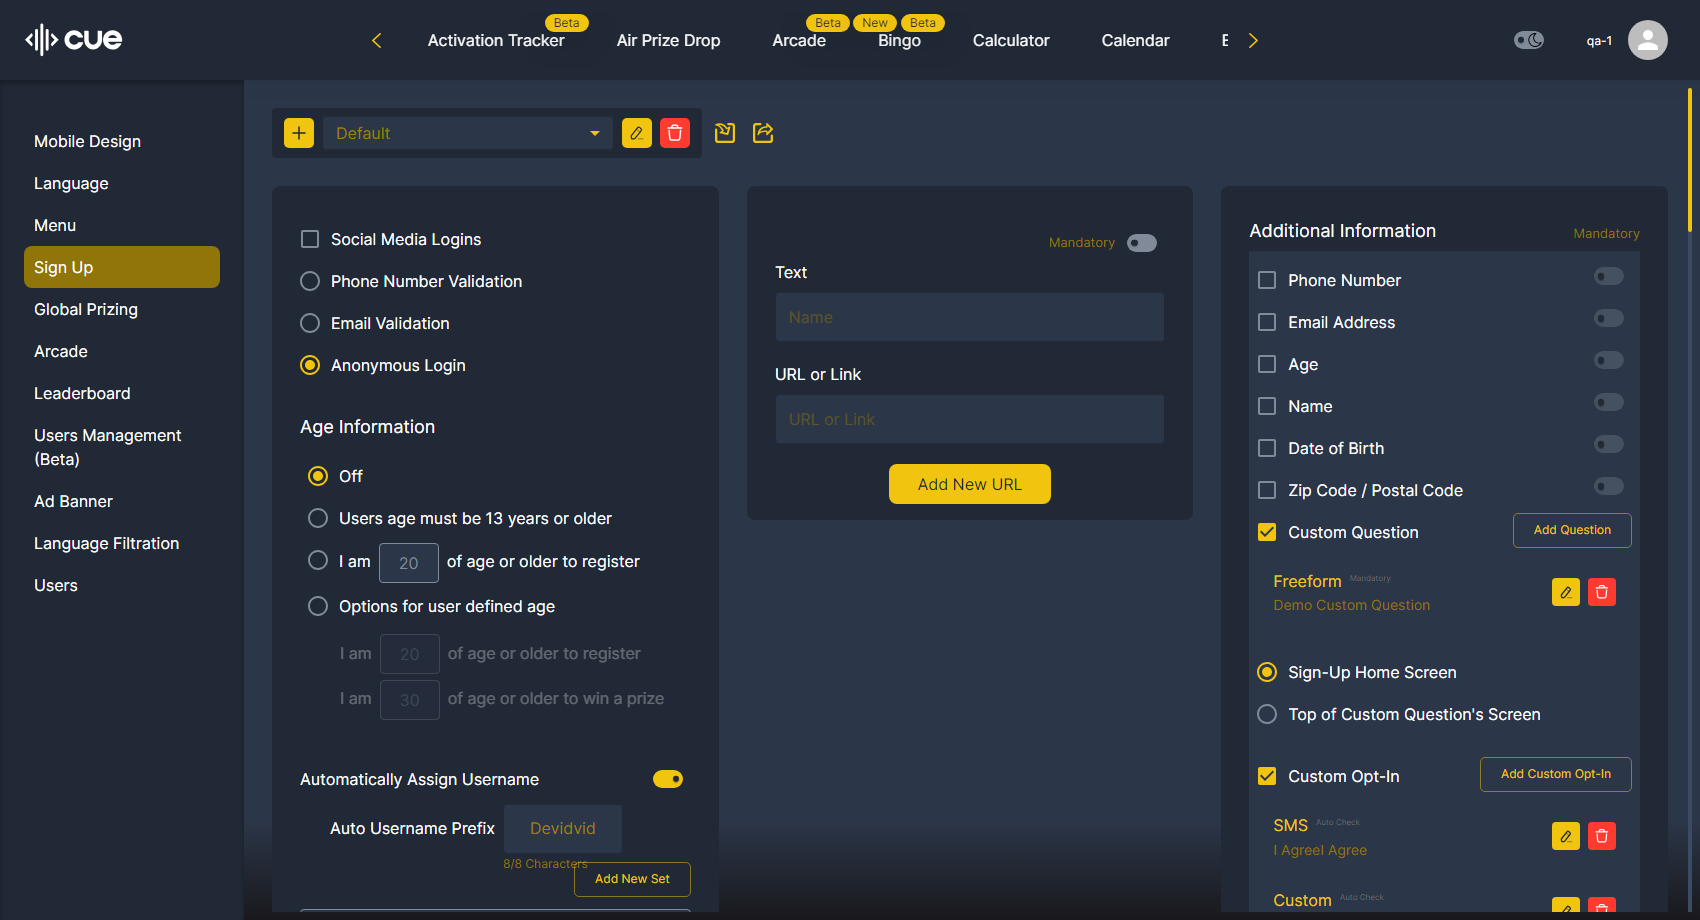 cue
Activation Tracker
Beta
Air Prize Drop
Arcade
Beta
New
Bingo
Beta
Calculator
Calendar
qa-1
Mobile Design
Language
Menu
Sign Up
Global Prizing
Arcade
Leaderboard
Users Management
(Beta)
Ad Banner
Language Filtration
Users
Default
Social Media Logins
Phone Number Validation
Email Validation
Anonymous Login
Age Information
Off
Users age must be 13 years or older
I am 20 of age or older to register
Options for user defined age
I am 20 of age or older to register
I am 30 of age or older to win a prize
Automatically Assign Username
Auto Username Prefix Devidvid
8/8 Characters
Add New Set
Mandatory
Text
Name
URL or Link
URL or Link
Add New URL
Additional Information Mandatory
Phone Number
Email Address
Age
Name
Date of Birth
Zip Code / Postal Code
Custom Question Add Question
Freeform Mandatory
Demo Custom Question
Sign-Up Home Screen
Top of Custom Question's Screen
Custom Opt-In Add Custom Opt-In
SMS Auto Check
I AgreeI Agree
Custom Auto Check